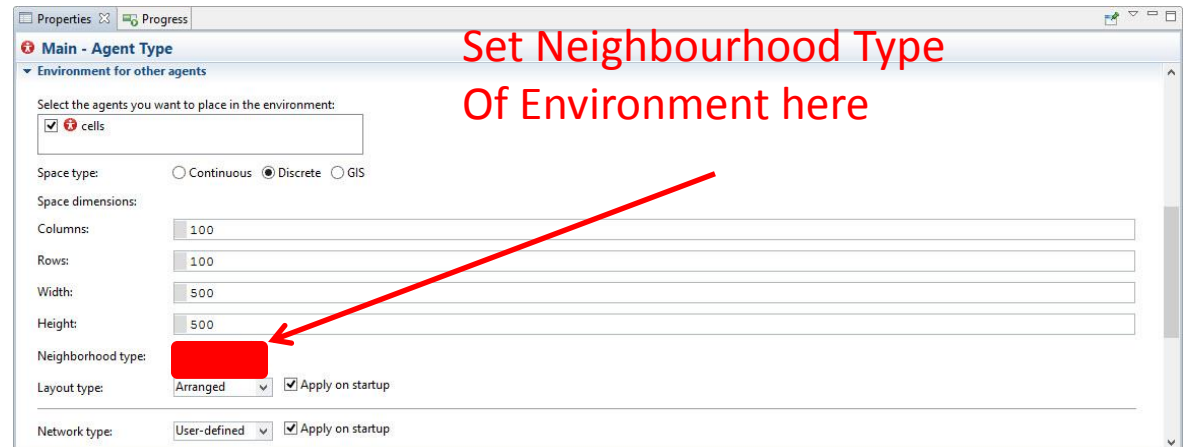 Properties Progress
Main - Agent Type
Set Neighbourhood Type
Of Environment here
Environment for other agents
Select the agents you want to place in the environment:
cells
Space type: Continuous Discrete GIS
Space dimensions:
Columns: 100
Rows: 100
Width: 500
Height: 500
Neighborhood type:
Layout type: Arranged Apply on startup
Network type: User-defined Apply on startup